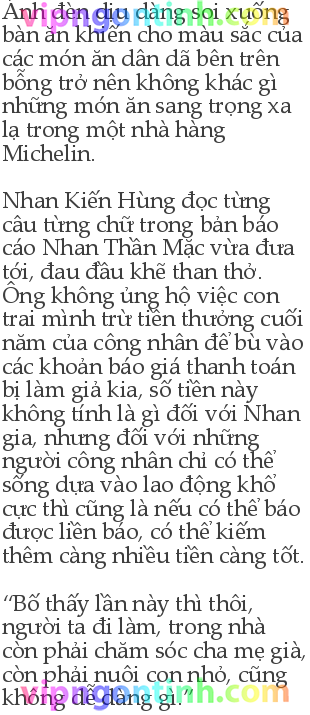 Ánh đèn dịu dàng soi xuống
vipngontinh.com
bàn ăn khiến cho màu sắc của
các món ăn dân dã bên trên
bỗng trở nên không khác gì
những món ăn sang trọng xa
lạ trong một nhà hàng
Michelin.
Nhan Kiến Hùng đọc từng
câu từng chữ trong bản báo
cáo Nhan Thần Mặc vừa đưa
tới, đau đầu khẽ than thở.
Ông không ủng hộ việc con
trai mình trừ tiền thưởng cuối
năm của công nhân để bù vào
các khoản báo giá thanh toán
bị làm giả kia, số tiền này
không tính là gì đối với Nhan
gia, nhưng đối với những
người công nhân chỉ có thể
sống dựa vào lao động khổ
cực thì cũng là nếu có thể báo
được liền báo, có thể kiếm
thêm càng nhiều tiền càng tốt.
“Bố thấy lần này thì thôi,
người ta đi làm, trong nhà
còn phải chăm sóc cha mẹ già,
còn phải nuôi con nhỏ, cũng
không dễ dàng gì.”
vipngontinh.com